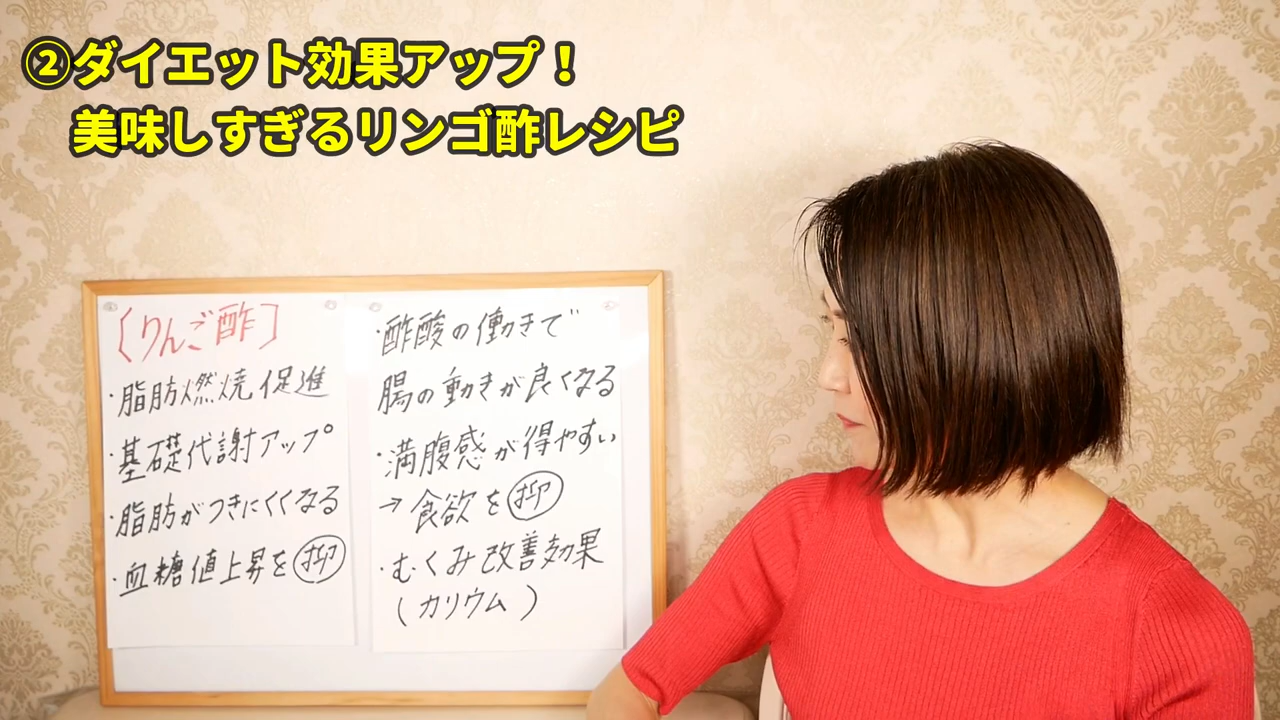 ②ダイエット効果アップ！
美味しすぎるリンゴ酢レシピ
〔りんご酢〕
・脂肪燃焼促進
・基礎代謝アップ
・脂肪がつきにくくなる
・血糖値上昇を抑
・酢酸の働きで
腸の動きが良くなる
・満腹感が得やすい
→食欲を抑
・むくみ改善効果
(カリウム)